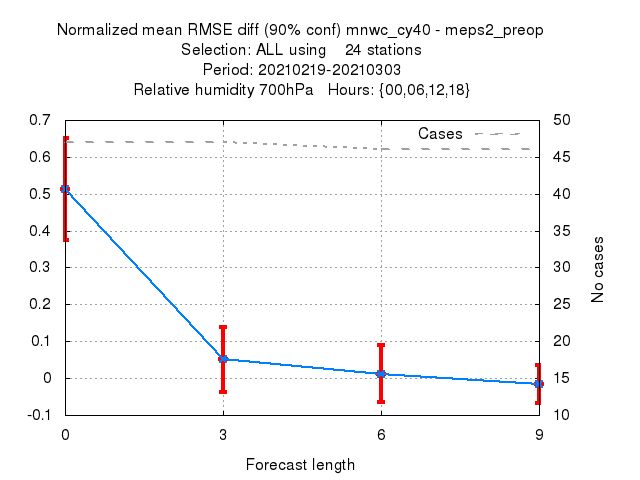 Normalized mean RMSE diff (90% conf) mnwc_cy40 - meps2_preop
Selection: ALL using 24 stations
Period: 20210219-20210303
Relative humidity 700hPa Hours: {00,06,12,18}
Cases
0.7
0.6
0.5
0.4
0.3
0.2
0.1
0
-0.1
50
45
40
35
30
25
20
15
10
No cases
0 3 6 9
Forecast length